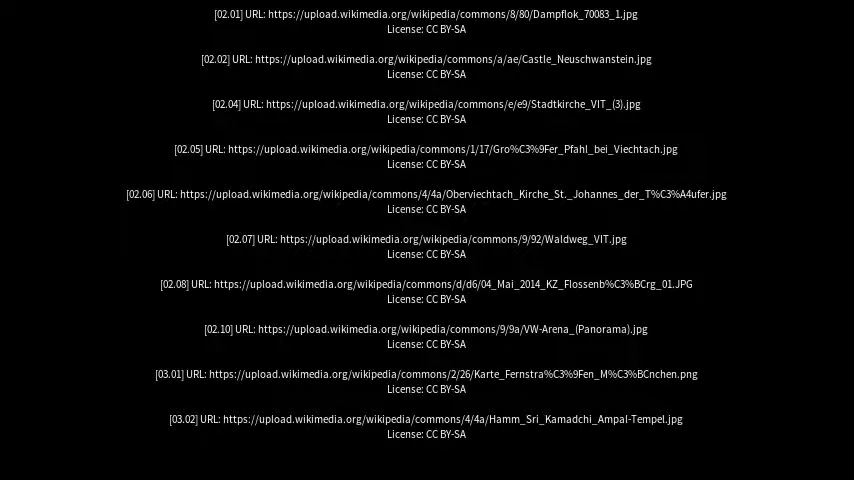 [02.01] URL: https://upload.wikimedia.org/wikipedia/commons/8/80/Dampflok_70083_1.jpg
License: CC BY-SA
[02.02] URL: https://upload.wikimedia.org/wikipedia/commons/a/ae/Castle_Neuschwanstein.jpg
License: CC BY-SA
[02.04] URL: https://upload.wikimedia.org/wikipedia/commons/e/e9/Stadtkirche_VIT_(3).jpg
License: CC BY-SA
[02.05] URL: https://upload.wikimedia.org/wikipedia/commons/1/17/Gro%C3%9Fer_Pfahl_bei_Viechtach.jpg
License: CC BY-SA
[02.06] URL: https://upload.wikimedia.org/wikipedia/commons/4/4a/Oberviechtach_Kirche_St._Johannes_der_T%C3%A4ufer.jpg
License: CC BY-SA
[02.07] URL: https://upload.wikimedia.org/wikipedia/commons/9/92/Waldweg_VIT.jpg
License: CC BY-SA
[02.08] URL: https://upload.wikimedia.org/wikipedia/commons/d/d6/04_Mai_2014_KZ_Flossenb%C3%BCrg_01.JPG
License: CC BY-SA
[02.10] URL: https://upload.wikimedia.org/wikipedia/commons/9/9a/VW-Arena_(Panorama).jpg
License: CC BY-SA
[03.01] URL: https://upload.wikimedia.org/wikipedia/commons/2/26/Karte_Fernstra%C3%9Fen_M%C3%BCnchen.png
License: CC BY-SA
[03.02] URL: https://upload.wikimedia.org/wikipedia/commons/4/4a/Hamm_Sri_Kamadchi_Ampal-Tempel.jpg
License: CC BY-SA